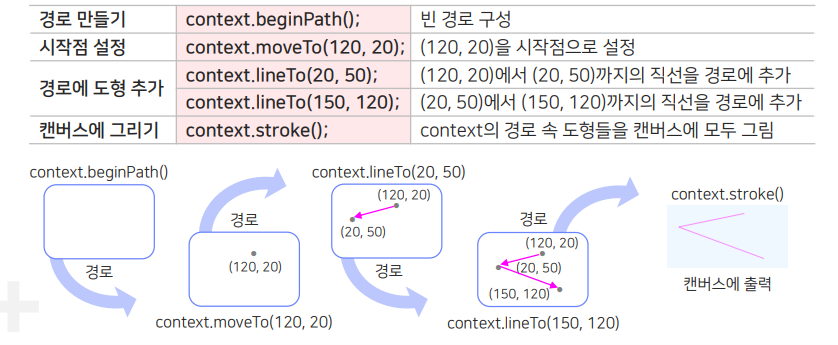 경로 만들기 context.beginPath(); 빈 경로 구성
시작점 설정 context.moveTo(120, 20); (120, 20)을 시작점으로 설정
경로에 도형 추가 context.lineTo(20, 50); (120, 20)에서 (20, 50)까지의 직선을 경로에 추가
context.lineTo(150, 120); (20, 50)에서 (150, 120)까지의 직선을 경로에 추가
캔버스에 그리기 context.stroke(); context의 경로 속 도형들을 캔버스에 모두 그림
context.beginPath()
경로
경로
(120, 20)
context.moveTo(120, 20)
context.lineTo(20, 50)
(120, 20)
(20, 50)
경로
경로
(120, 20)
(20, 50)
(150, 120)
context.lineTo(150, 120)
context.stroke()
캔버스에 출력